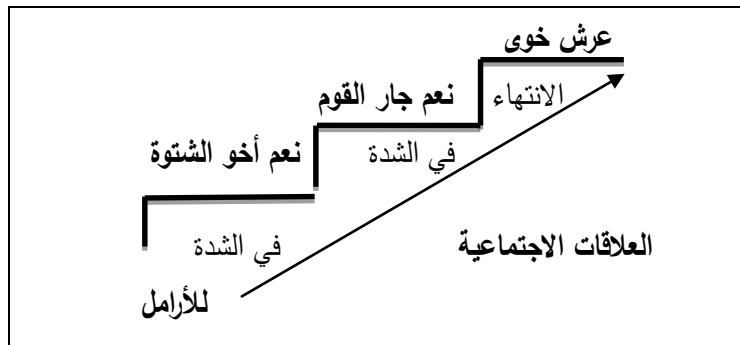 عرش خوى
نعم جار القوم
الانتهاء
نعم أخو الشتوة
في الشدة
في الشدة
العلاقات الاجتماعية
للأرامل